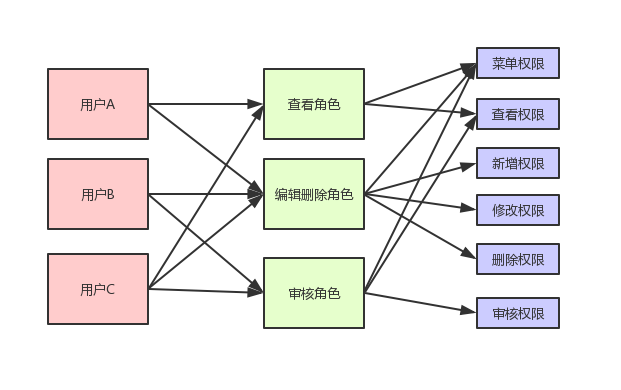 用户A
用户B
用户C
查看角色
编辑删除角色
审核角色
菜单权限
查看权限
新增权限
修改权限
删除权限
审核权限